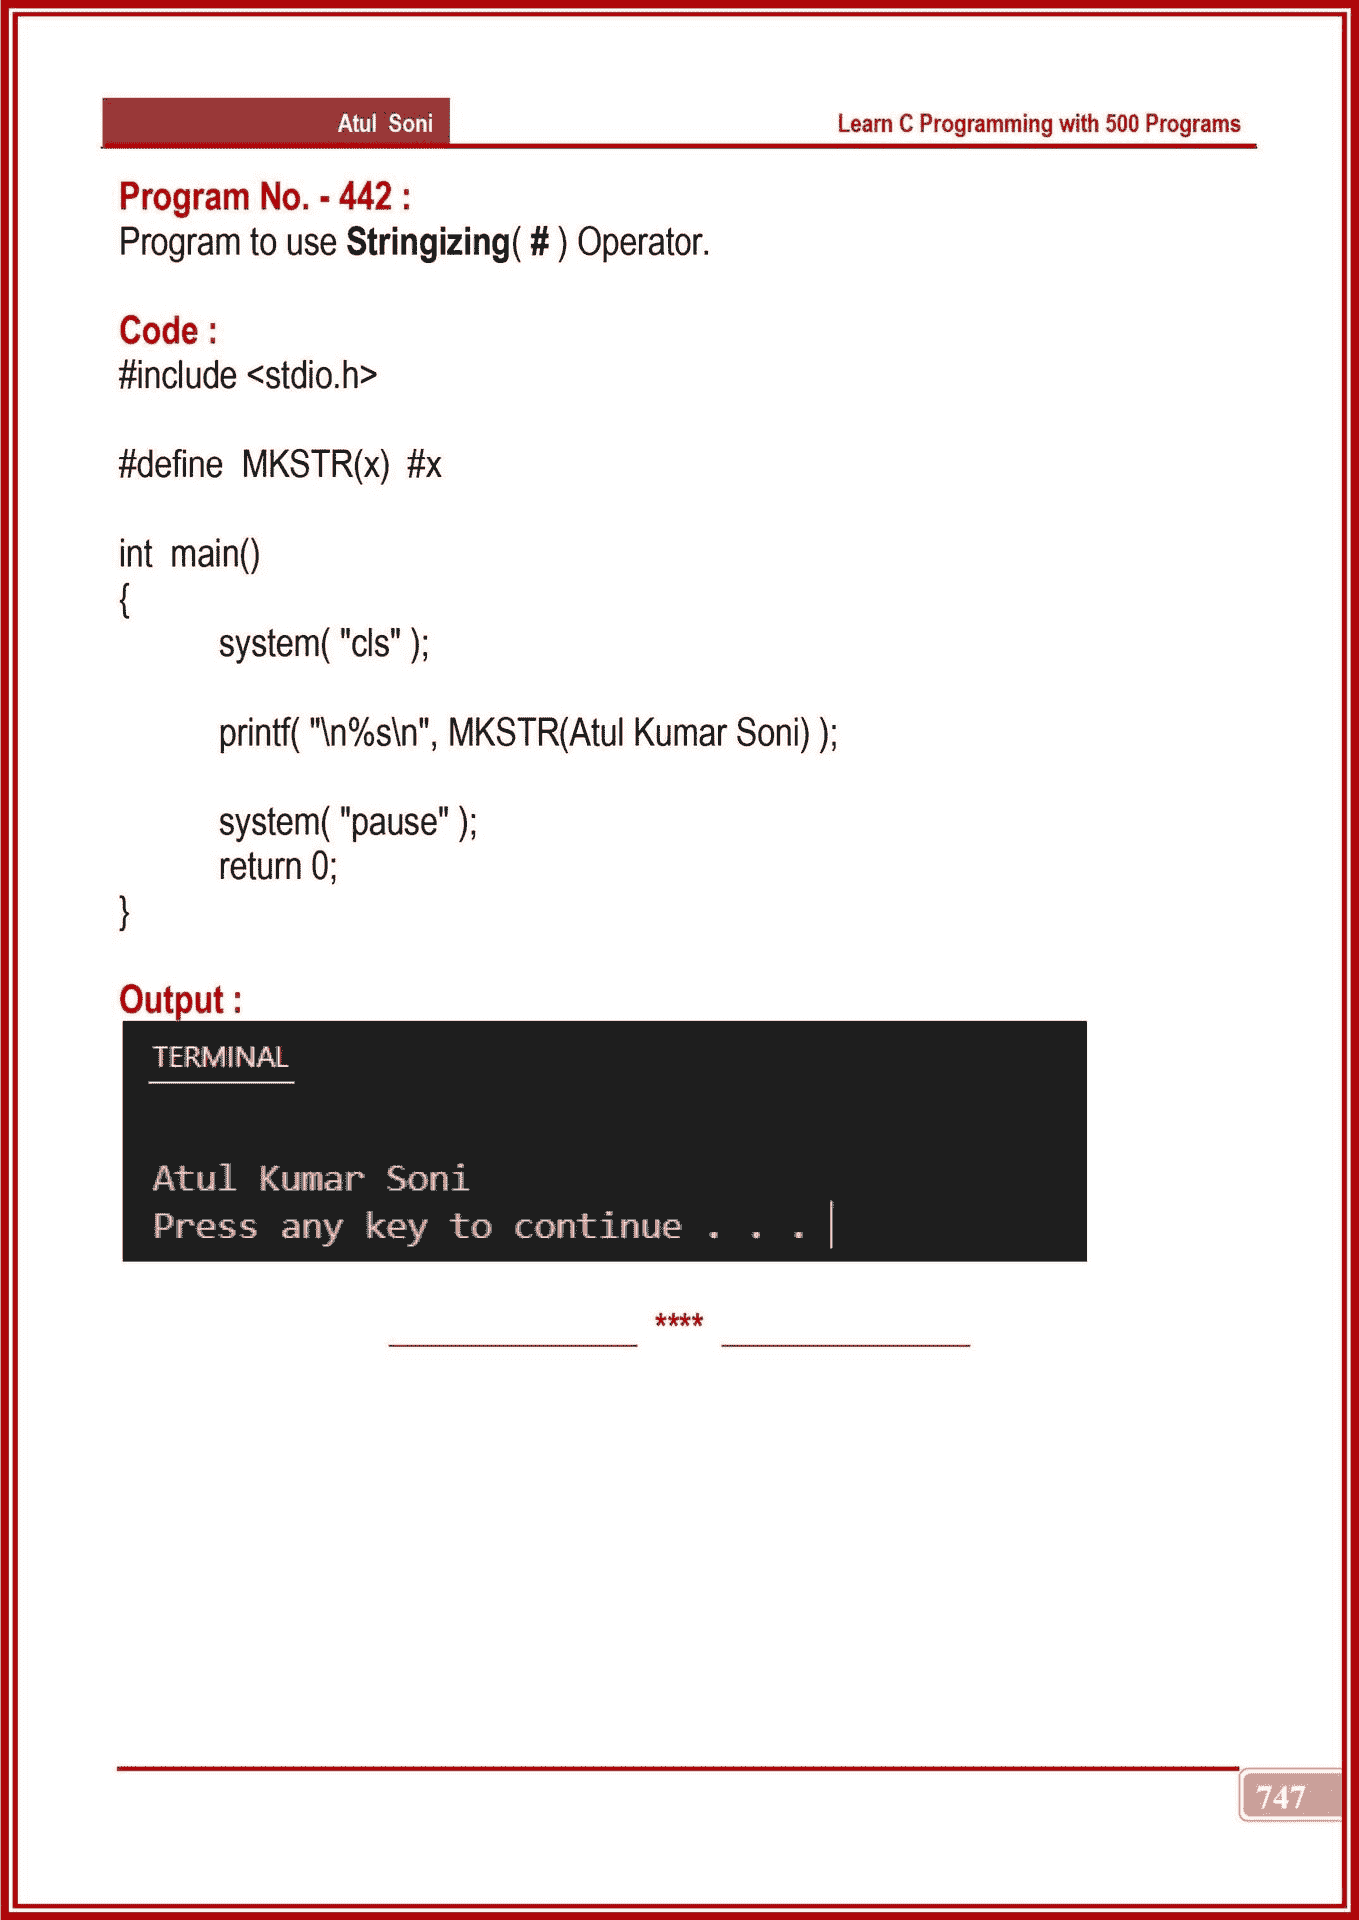 Atul  Soni
Learn C Programming with 500 Programs
Program No. - 442 :
Program to use Stringizing( # ) Operator.
Code :
#include <stdio.h>
#define  MKSTR(x)  #x
int  main()
{
system( "cls" );
printf( "\n%s\n", MKSTR(Atul Kumar Soni) );
system( "pause" );
return 0;
}
Output :
TERMINAL
Atul Kumar Soni
Press any key to continue . . .
****
747